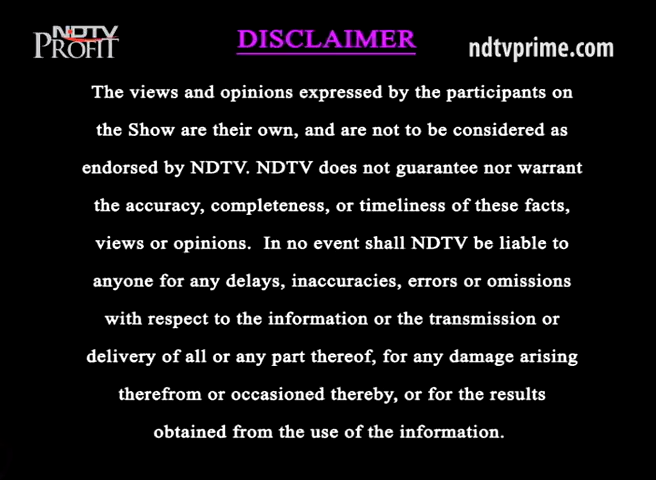 NDTV
PROFIT
DISCLAIMER
ndtvprime.com
The views and opinions expressed by the participants on
the Show are their own, and are not to be considered as
endorsed by NDTV. NDTV does not guarantee nor warrant
the accuracy, completeness, or timeliness of these facts,
views or opinions.  In no event shall NDTV be liable to
anyone for any delays, inaccuracies, errors or omissions
with respect to the information or the transmission or
delivery of all or any part thereof, for any damage arising
therefrom or occasioned thereby, or for the results
obtained from the use of the information.